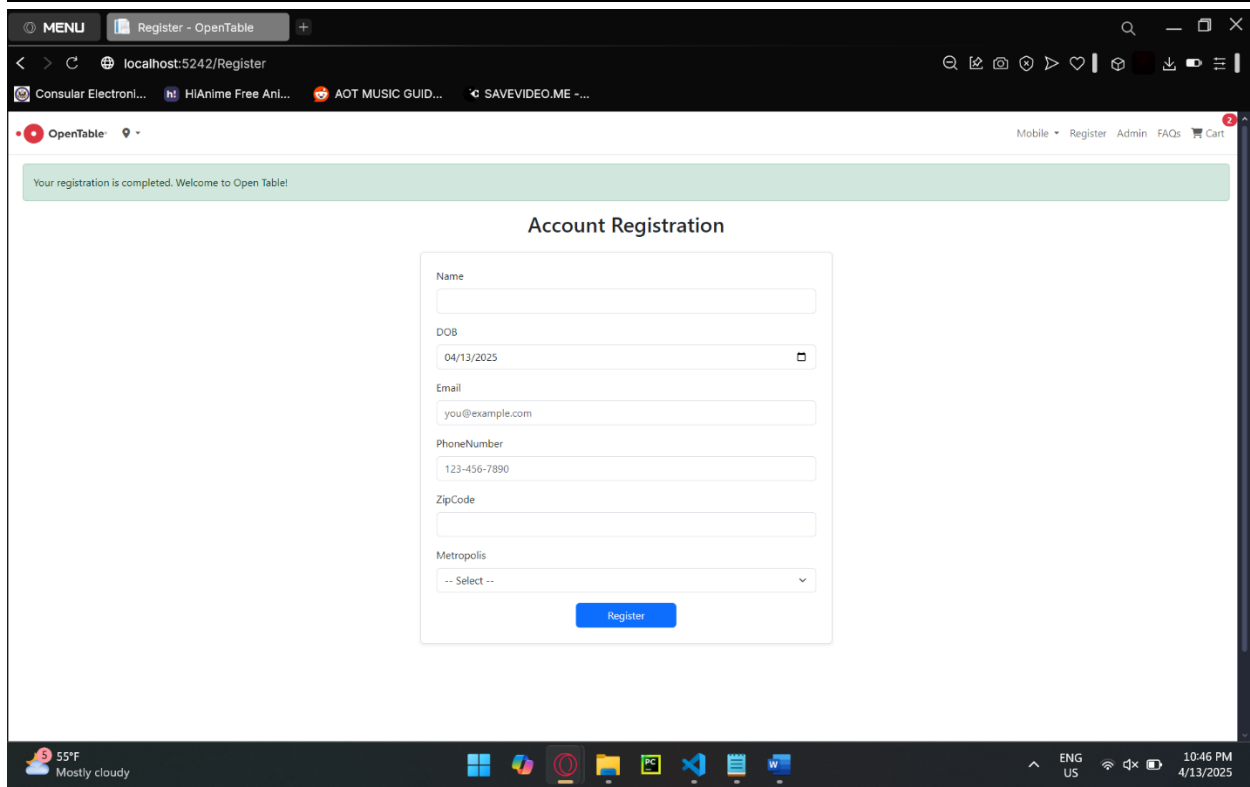 MENU
Register - OpenTable
localhost:5242/Register
Consular Electroni...
h! HiAnime Free Ani...
AOT MUSIC GUID...
SAVEVIDEO.ME -...
OpenTable
Mobile Register Admin FAQs Cart 2
Your registration is completed. Welcome to Open Table!
Account Registration
Name
DOB
04/13/2025
Email
you@example.com
PhoneNumber
123-456-7890
ZipCode
Metropolis
-- Select --
Register
5
55°F
Mostly cloudy
PC
W
ENG
US
10:46 PM
4/13/2025